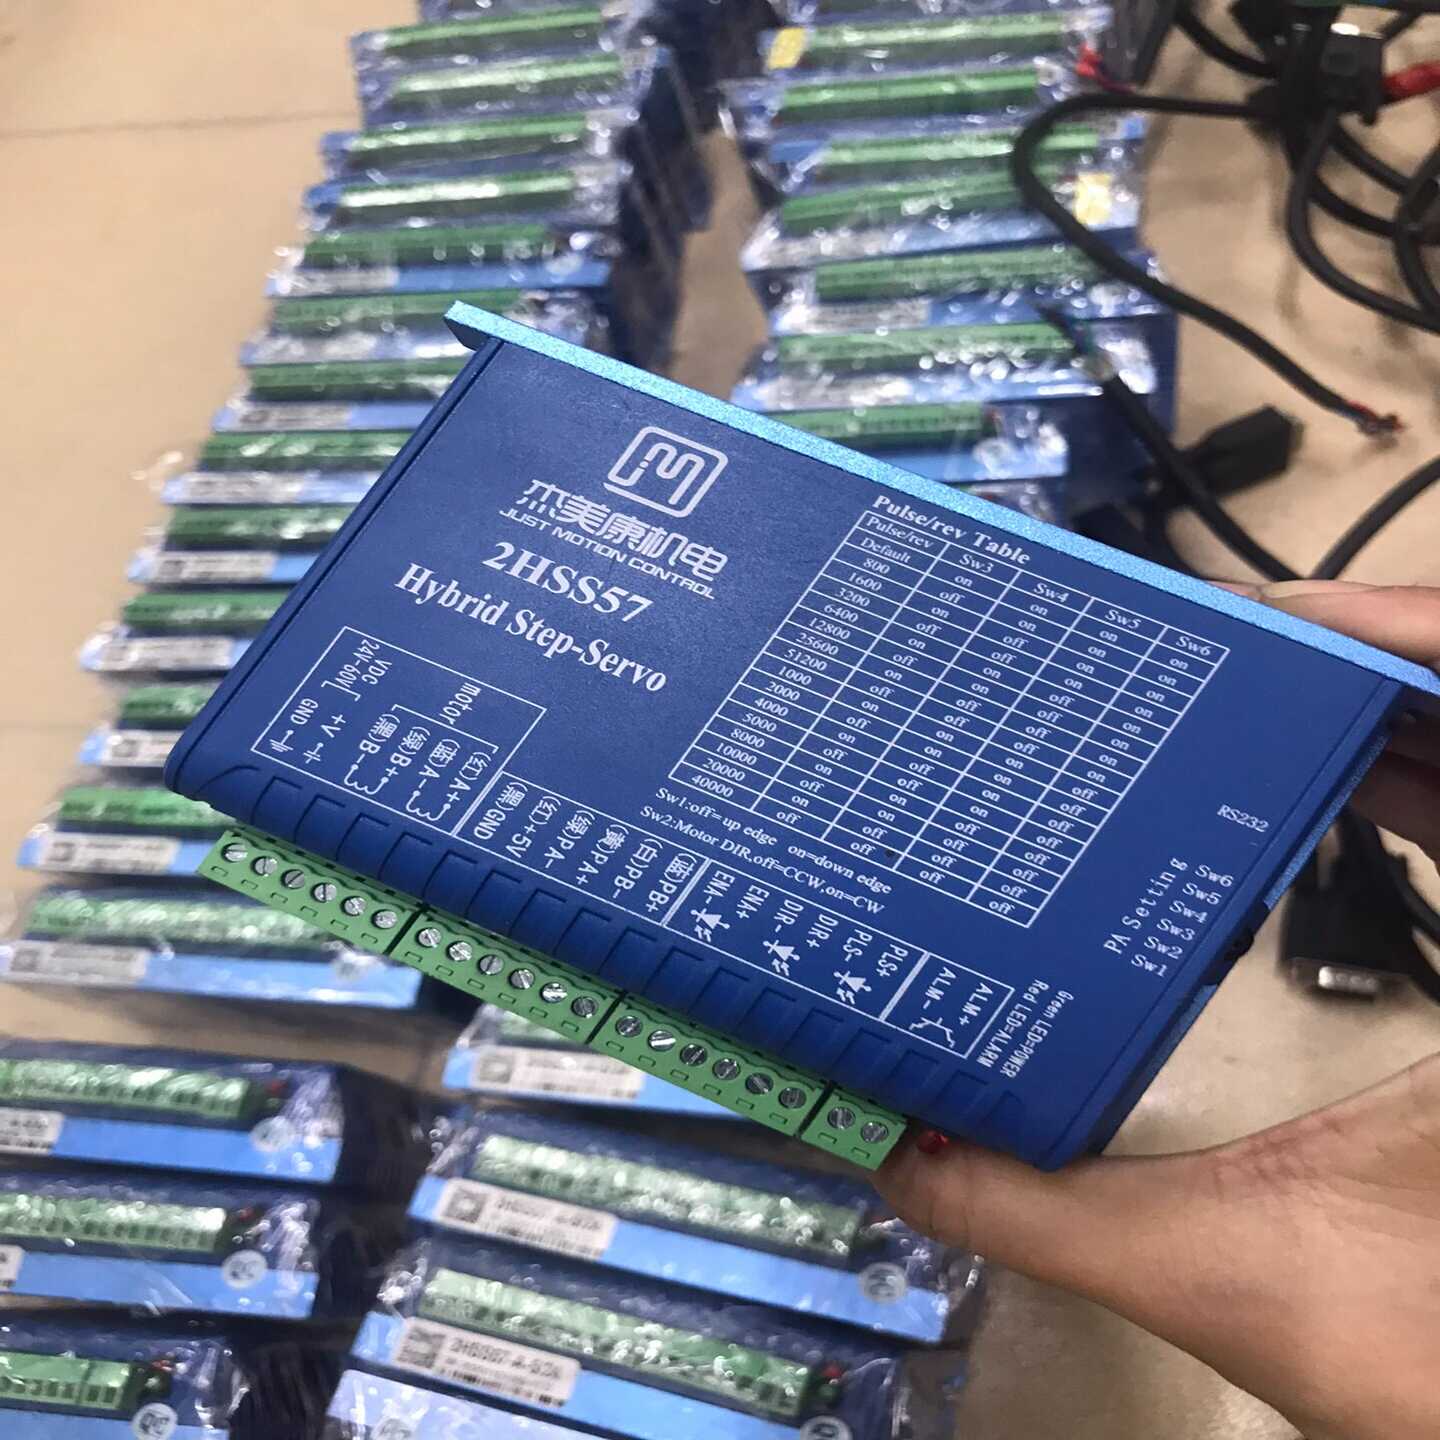 杰美康机电
JUST MOTION CONTROL
2HSS57
Hybrid Step-Servo
Pulse/rev Table
Pulse/rev Sw3 Sw4 Sw5 Sw6
Default on on on on
800 off on on on
1600 on off on on
3200 off off on on
6400 on on off on
12800 off on off on
25600 on off off on
51200 off off off on
1000 on on on off
2000 off on on off
4000 on off on off
5000 off off on off
8000 on on off off
10000 off on off off
20000 on off off off
40000 off off off off
Sw1:off= up edge on=down edge
Sw2:Motor DIR,off=CCW,on=CW
VDC
24V-60V
GND
+V
motor
(黑)B-
(绿)B+
(蓝)A-
(红)A+
(黑)GND
(红)+5V
(绿)PA-
(黄)PA+
(白)PB-
(蓝)PB+
ENA-
ENA+
DIR-
DIR+
PLS-
PLS+
ALM-
ALM+
Red LED=ALARM
Green LED=POWER
RS232
PA Setting
Sw6
Sw5
Sw4
Sw3
Sw2
Sw1